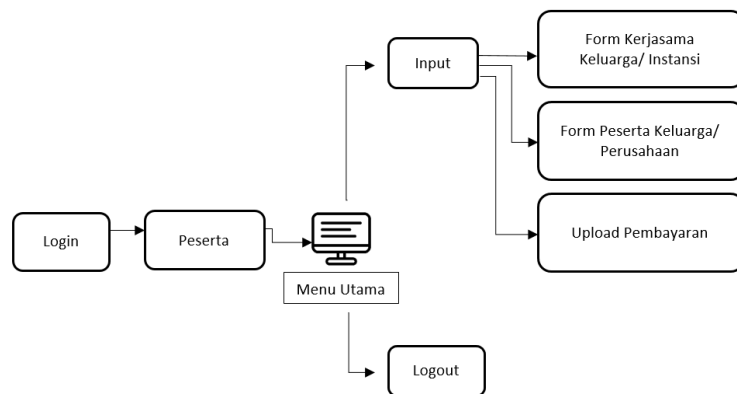 Form Kerjasama
Keluarga/ Instansi
Input
Form Peserta Keluarga/
Perusahaan
Login
Peserta
Upload Pembayaran
Menu Utama
Logout